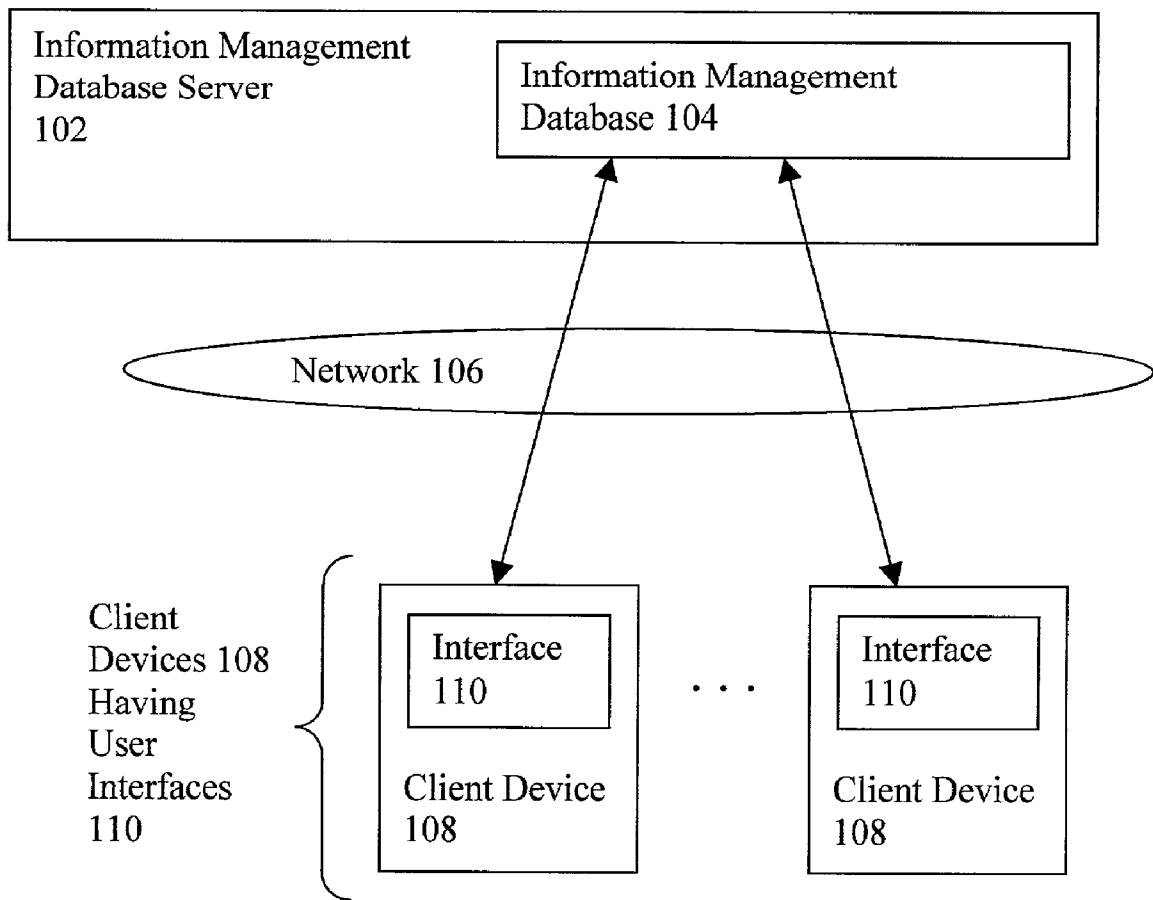 Information Management
Database Server
102
Information Management
Database 104
Network 106
Client
Devices 108
Having
User
Interfaces
110
Interface
110
Client Device
108
. . .
Interface
110
Client Device
108